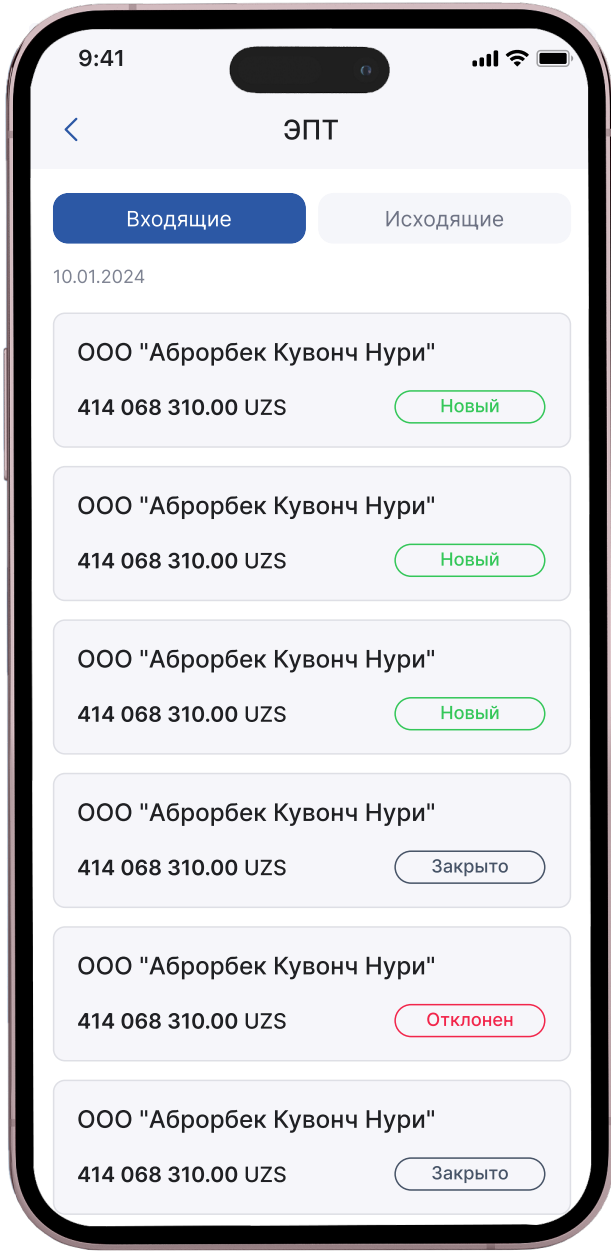 9:41
ЭПТ
Входящие Исходящие
10.01.2024
ООО "Аброрбек Кувонч Нури"
414 068 310.00 UZS Новый
ООО "Аброрбек Кувонч Нури"
414 068 310.00 UZS Новый
ООО "Аброрбек Кувонч Нури"
414 068 310.00 UZS Новый
ООО "Аброрбек Кувонч Нури"
414 068 310.00 UZS Закрыто
ООО "Аброрбек Кувонч Нури"
414 068 310.00 UZS Отклонен
ООО "Аброрбек Кувонч Нури"
414 068 310.00 UZS Закрыто